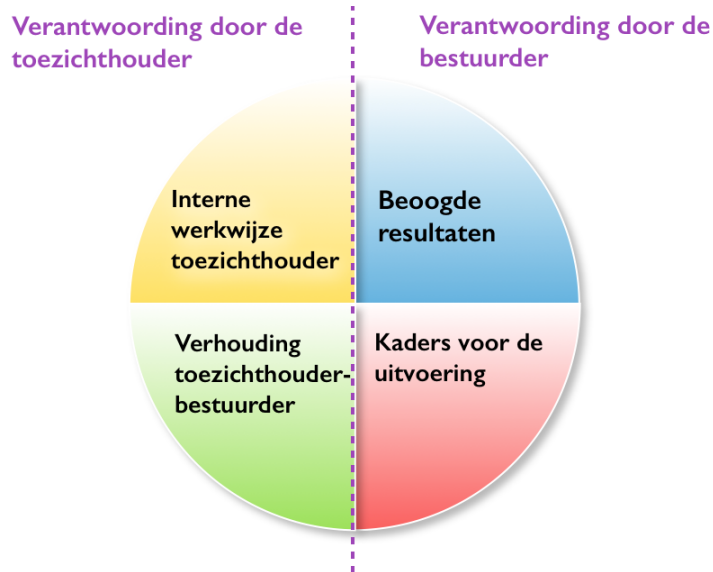 Verantwoording door de
toezichthouder
Verantwoording door de
bestuurder
Interne
werkwijze
toezichthouder
Beoogde
resultaten
Verhouding
toezichthouder-
bestuurder
Kaders voor de
uitvoering